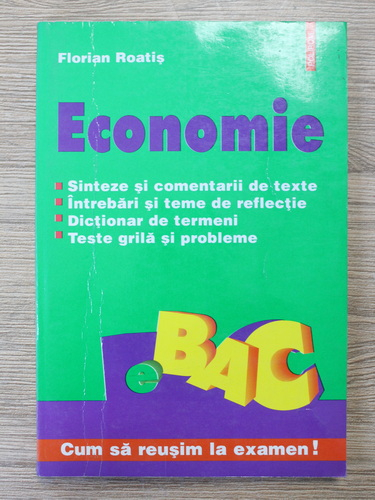 Florian Roatiş
Economie
Sinteze şi comentarii de texte
Întrebări şi teme de reflecţie
Dicţionar de termeni
Teste grilă şi probleme
e BAC
Cum să reuşim la examen!